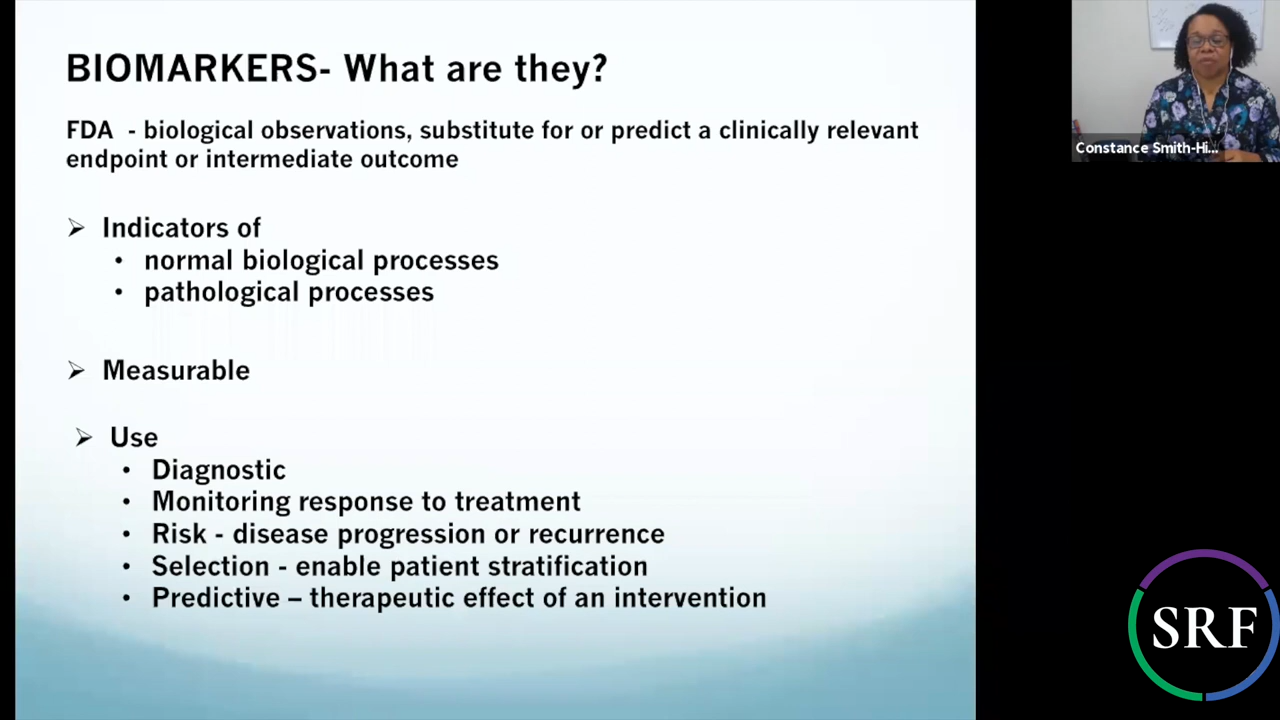 BIOMARKERS- What are they?
FDA - biological observations, substitute for or predict a clinically relevant
endpoint or intermediate outcome
➢ Indicators of
• normal biological processes
• pathological processes
➢ Measurable
➢ Use
• Diagnostic
• Monitoring response to treatment
• Risk - disease progression or recurrence
• Selection - enable patient stratification
• Predictive – therapeutic effect of an intervention
Constance Smith-Hi...
SRF